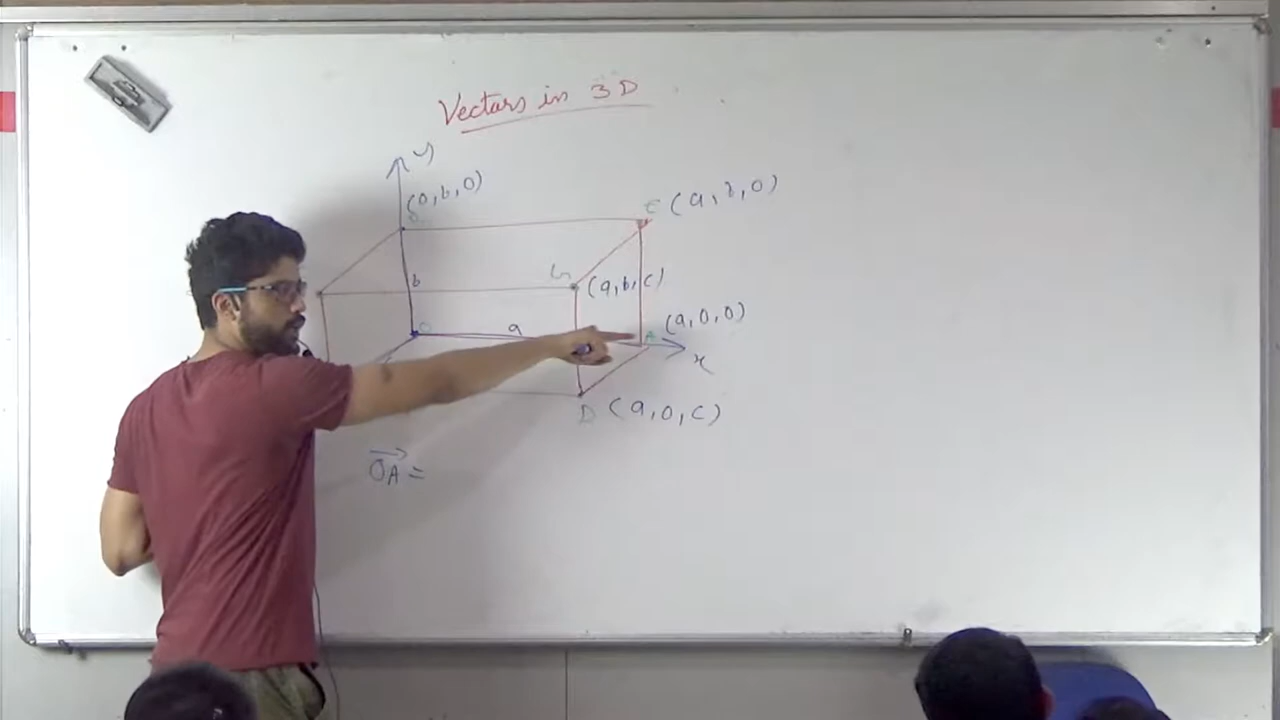 Vectors in 3D
y
(0, b, 0)
E (a, b, 0)
b
G (a, b, c)
O
a
A (a, 0, 0)
x
D (a, 0, c)
OA =